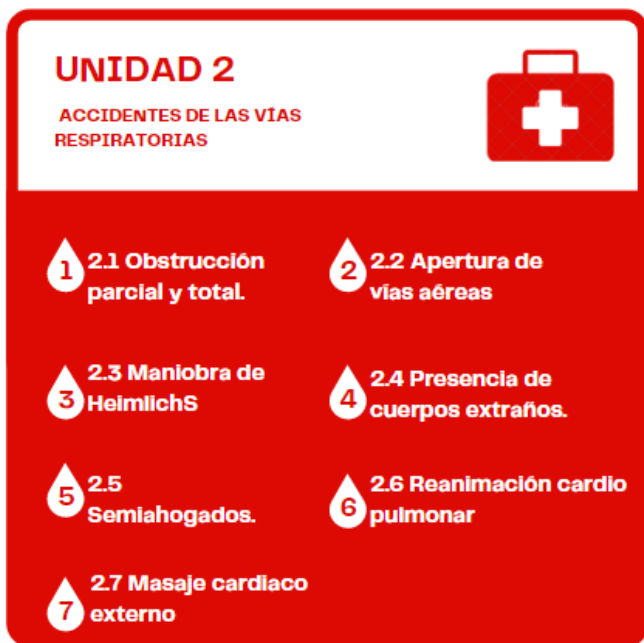 UNIDAD 2
ACCIDENTES DE LAS VÍAS
RESPIRATORIAS
1
2.1 Obstrucción
parcial y total.
2
2.2 Apertura de
vías aéreas
3
2.3 Maniobra de
HeimlichS
4
2.4 Presencia de
cuerpos extraños.
5
2.5
Semiahogados.
6
2.6 Reanimación cardio
pulmonar
7
2.7 Masaje cardiaco
externo